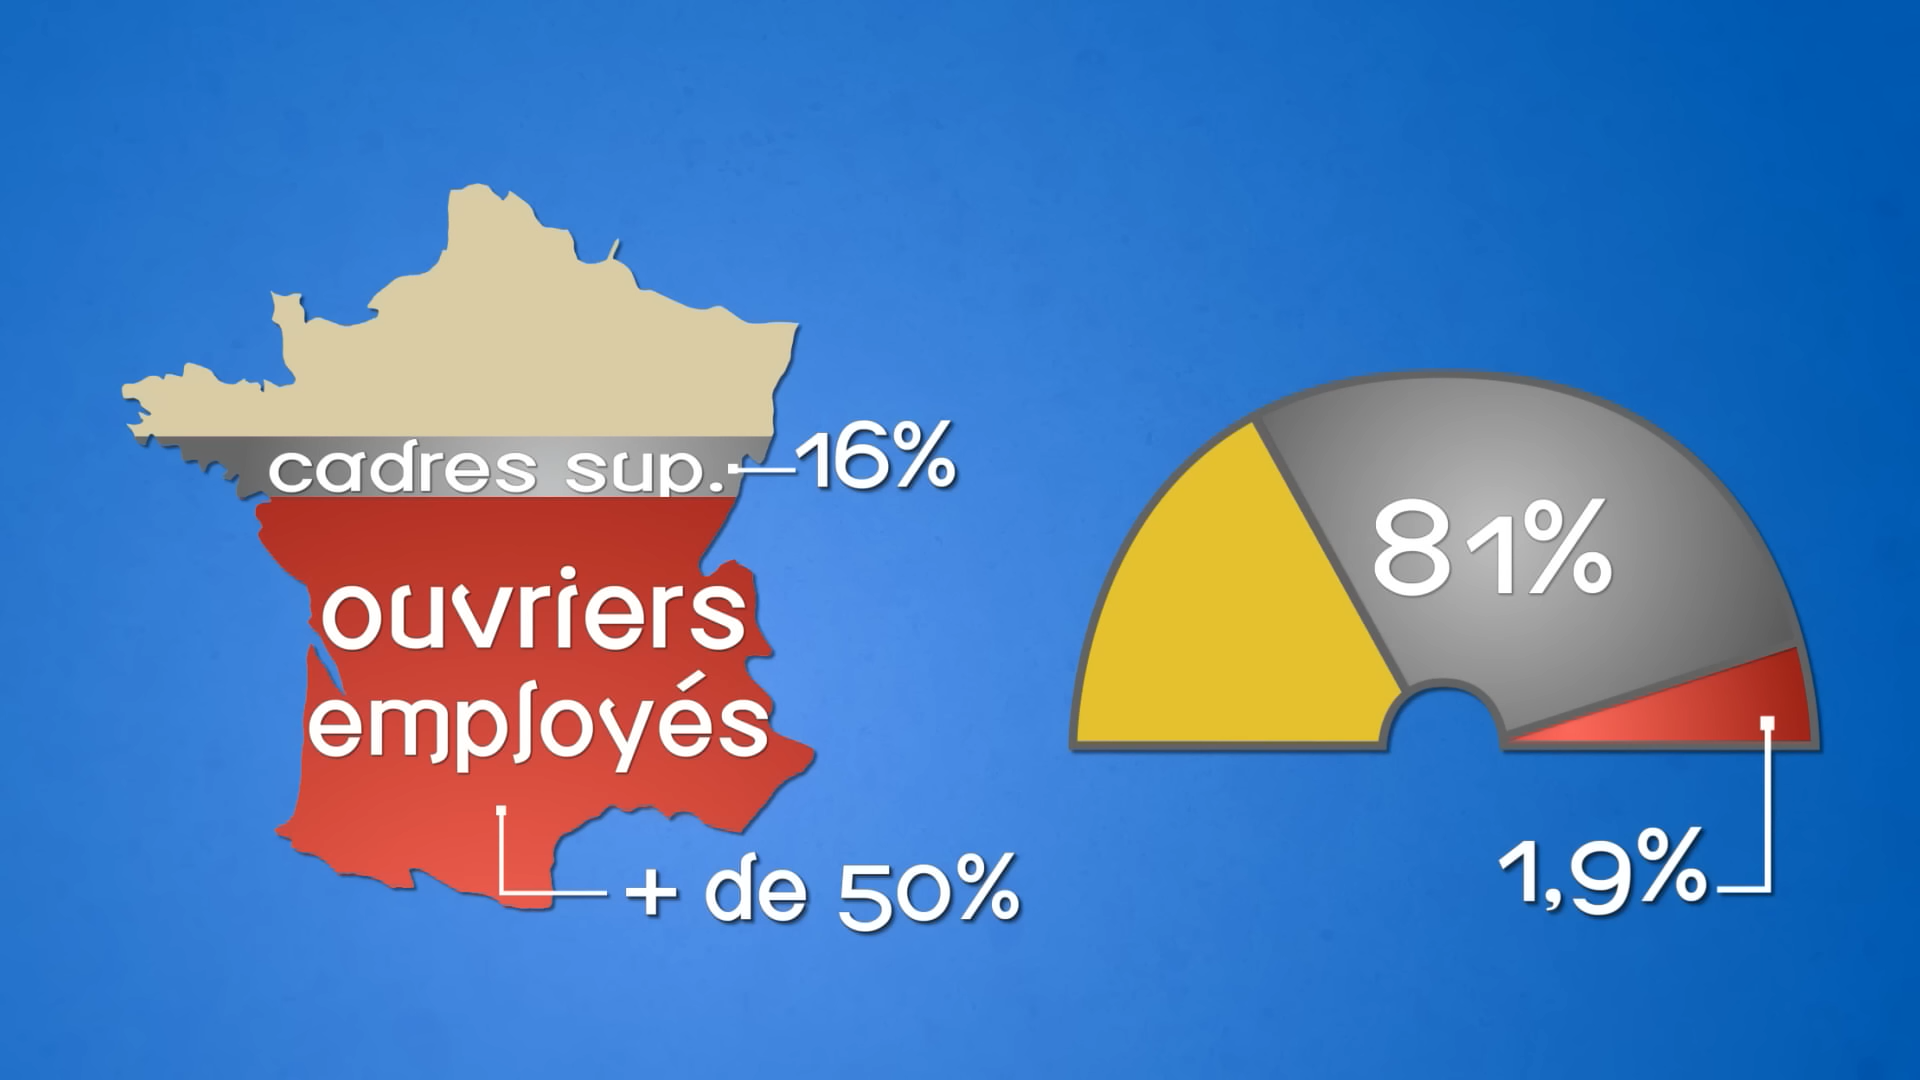 cadres sup. 16%
ouvriers
employés
+ de 50%
81%
1,9%